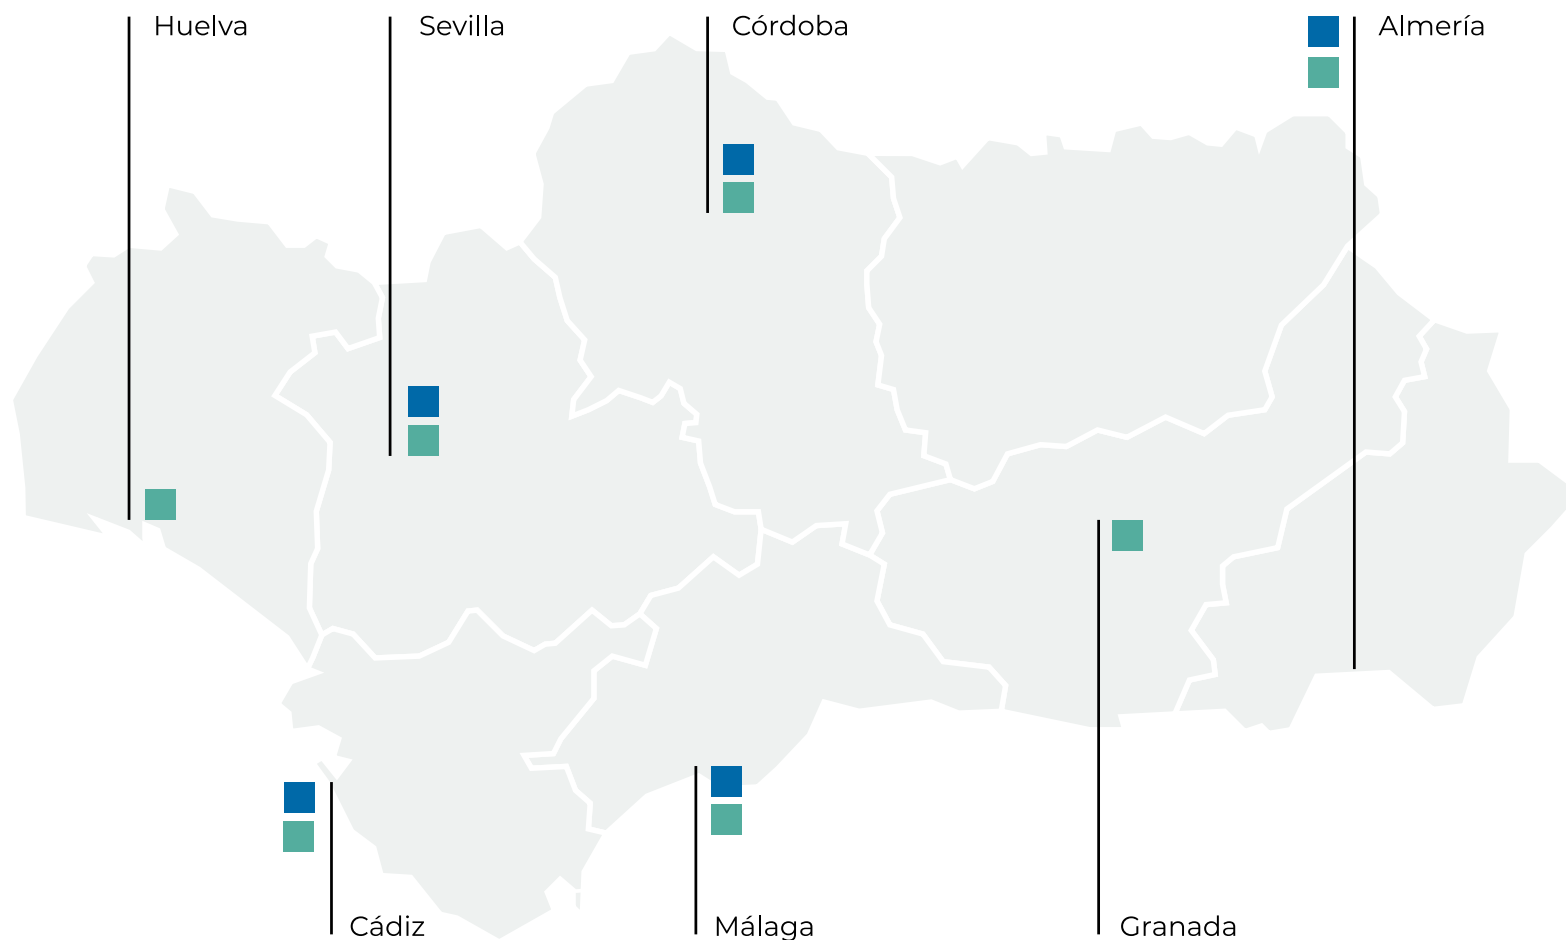 Huelva
Sevilla
Córdoba
Almería
Cádiz
Málaga
Granada